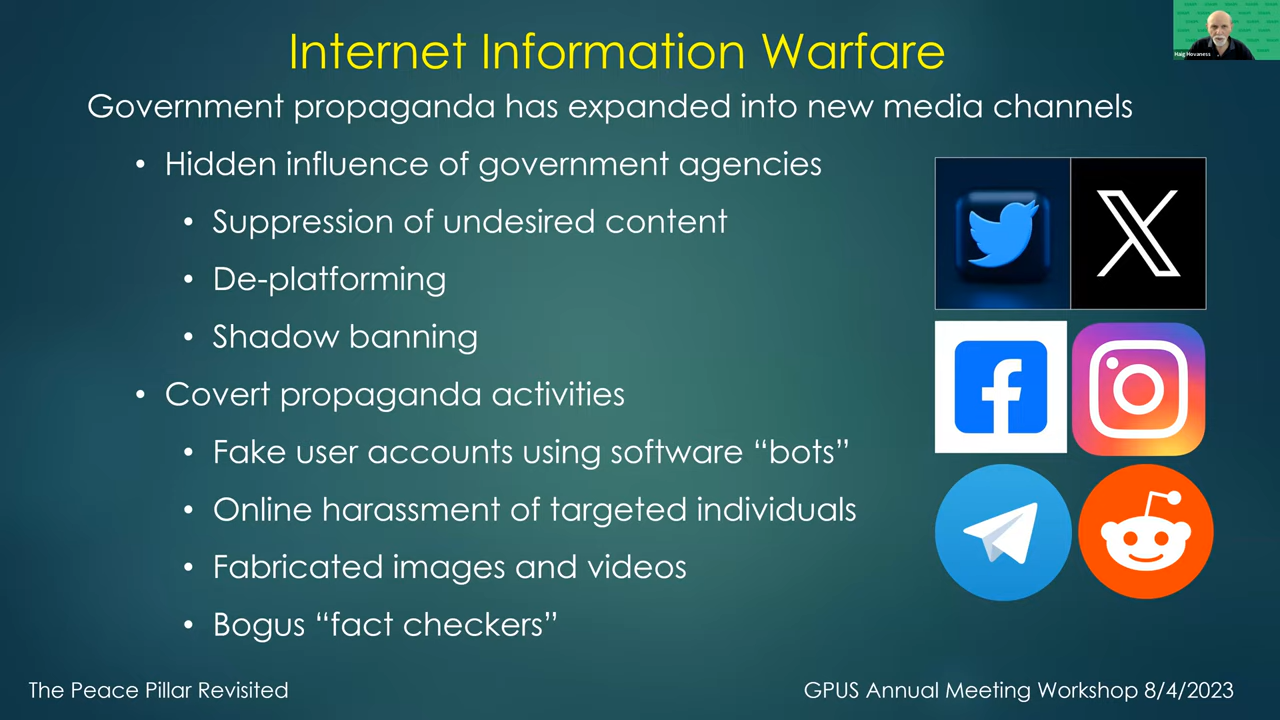 Internet Information Warfare
Haig Hovaness
Government propaganda has expanded into new media channels
• Hidden influence of government agencies
• Suppression of undesired content
• De-platforming
• Shadow banning
• Covert propaganda activities
• Fake user accounts using software “bots”
• Online harassment of targeted individuals
• Fabricated images and videos
• Bogus “fact checkers”
The Peace Pillar Revisited
GPUS Annual Meeting Workshop 8/4/2023